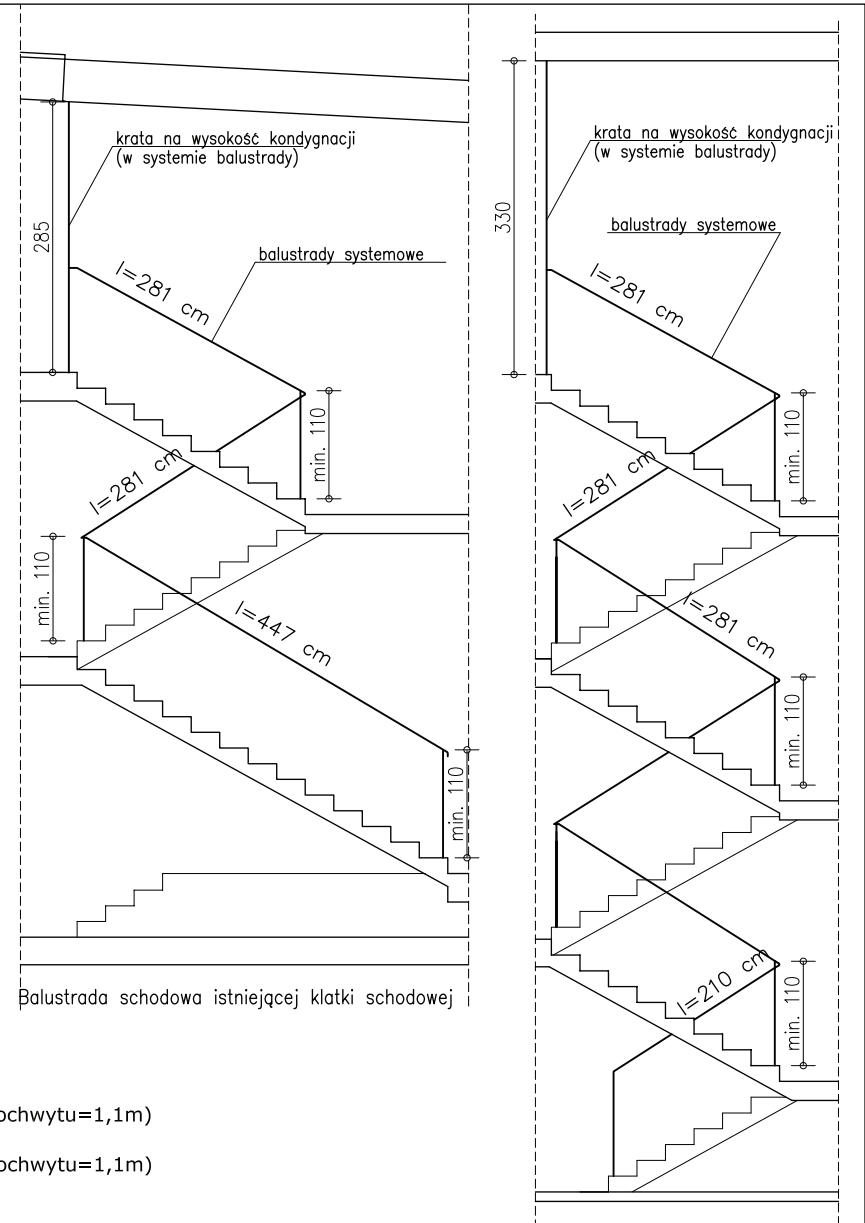 krata na wysokość kondygnacji
(w systemie balustrady)
285
balustrady systemowe
l=281 cm
min. 110
l=281 cm
min. 110
l=447 cm
min. 110
Balustrada schodowa istniejącej klatki schodowej
krata na wysokość kondygnacji
(w systemie balustrady)
330
balustrady systemowe
l=281 cm
min. 110
l=281 cm
l=281 cm
min. 110
l=210 cm
min. 110
ochwytu=1,1m)
ochwytu=1,1m)